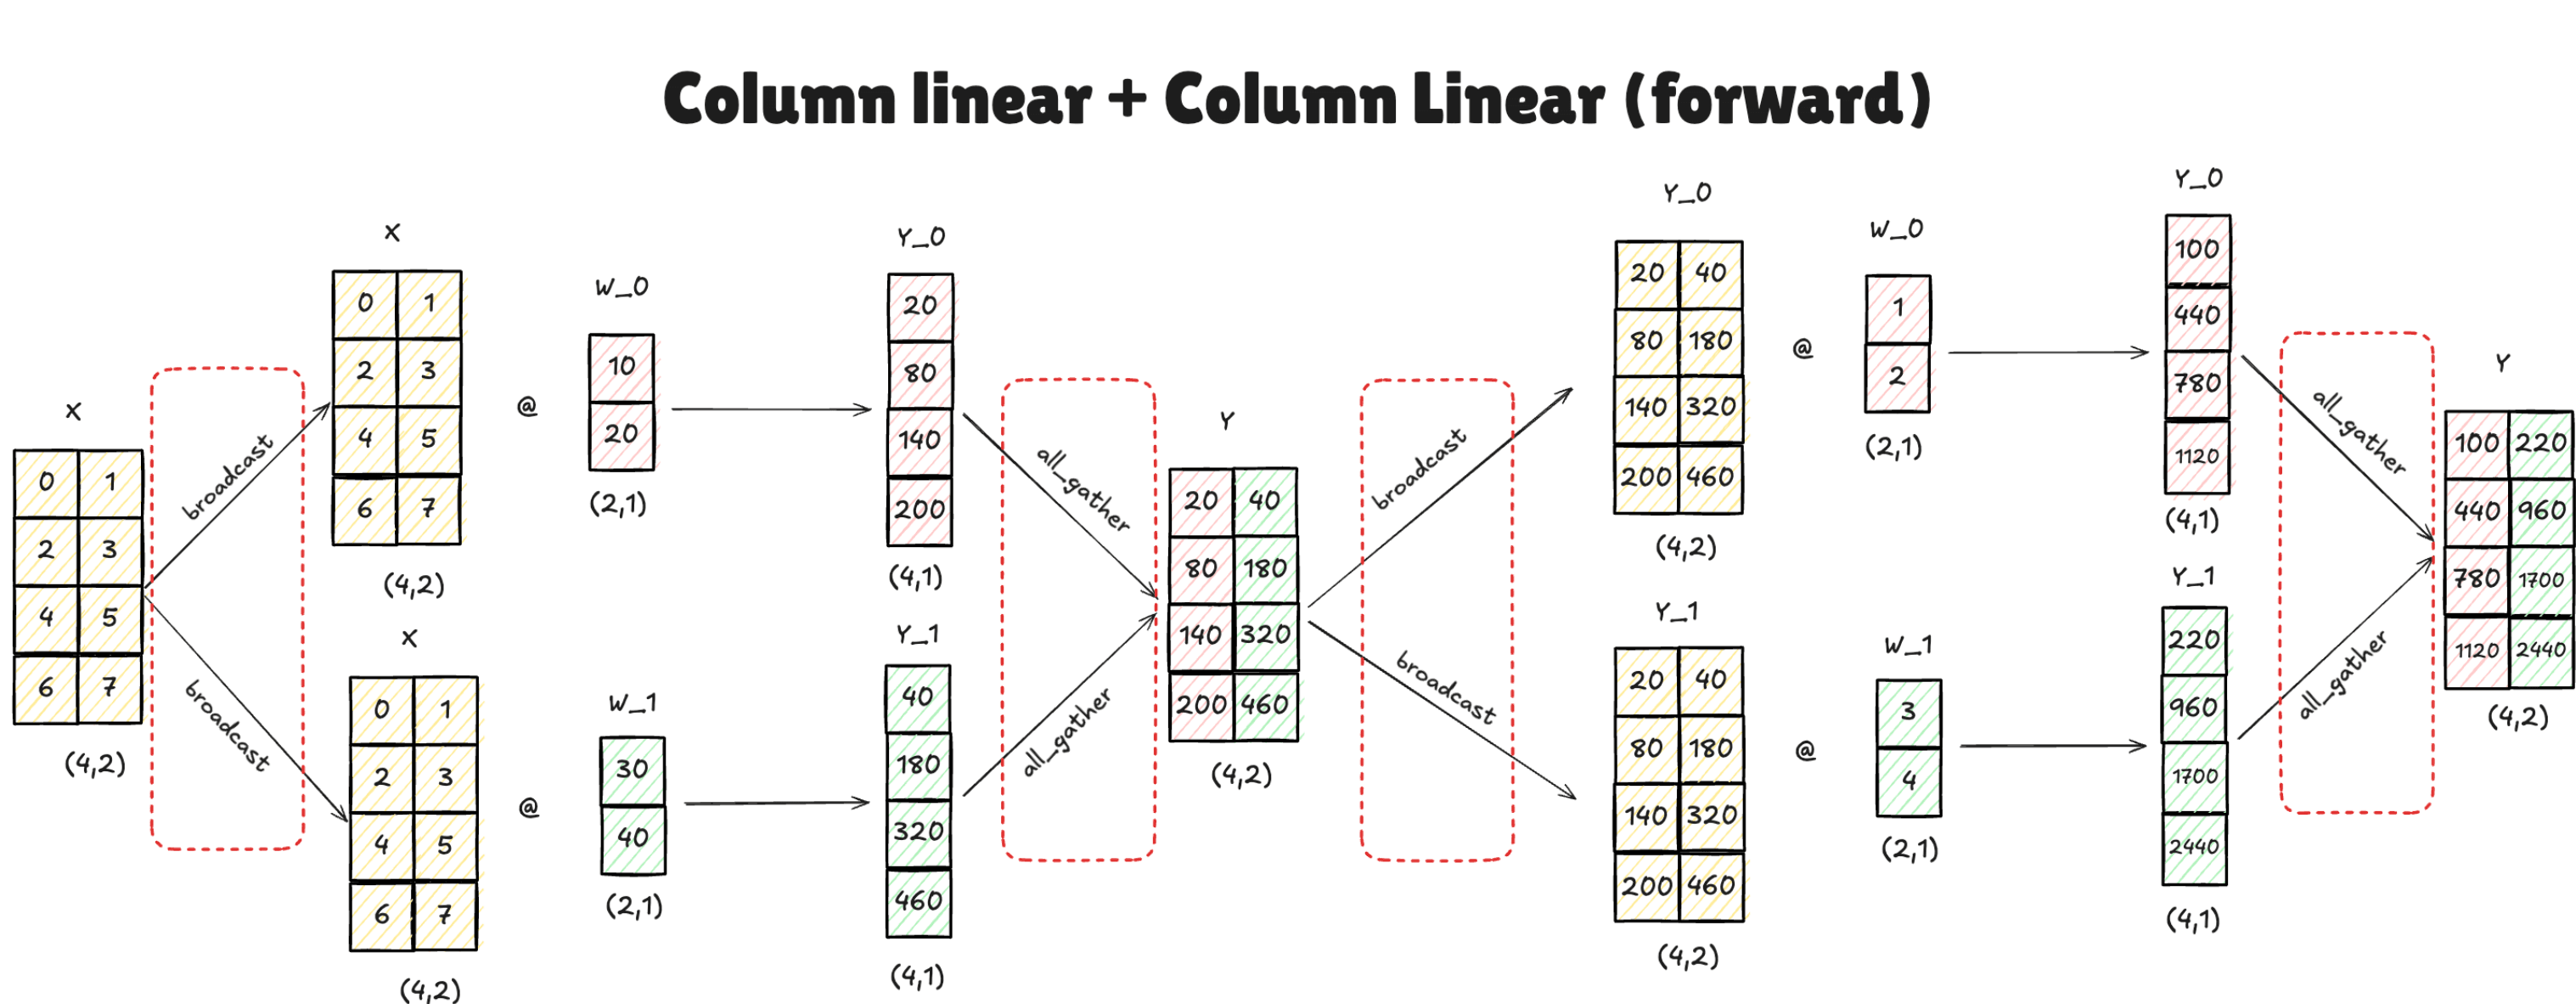 Column linear + Column Linear (forward)
X
0 1
2 3
4 5
6 7
(4,2)
broadcast
broadcast
X
0 1
2 3
4 5
6 7
(4,2)
@
W_0
10
20
(2,1)
Y_0
20
80
140
200
(4,1)
X
0 1
2 3
4 5
6 7
(4,2)
@
W_1
30
40
(2,1)
Y_1
40
180
320
460
(4,1)
all_gather
all_gather
Y
20 40
80 180
140 320
200 460
(4,2)
broadcast
broadcast
Y_0
20 40
80 180
140 320
200 460
(4,2)
@
W_0
1
2
(2,1)
Y_0
100
440
780
1120
(4,1)
Y_1
20 40
80 180
140 320
200 460
(4,2)
@
W_1
3
4
(2,1)
Y_1
220
960
1700
2440
(4,1)
all_gather
all_gather
Y
100 220
440 960
780 1700
1120 2440
(4,2)